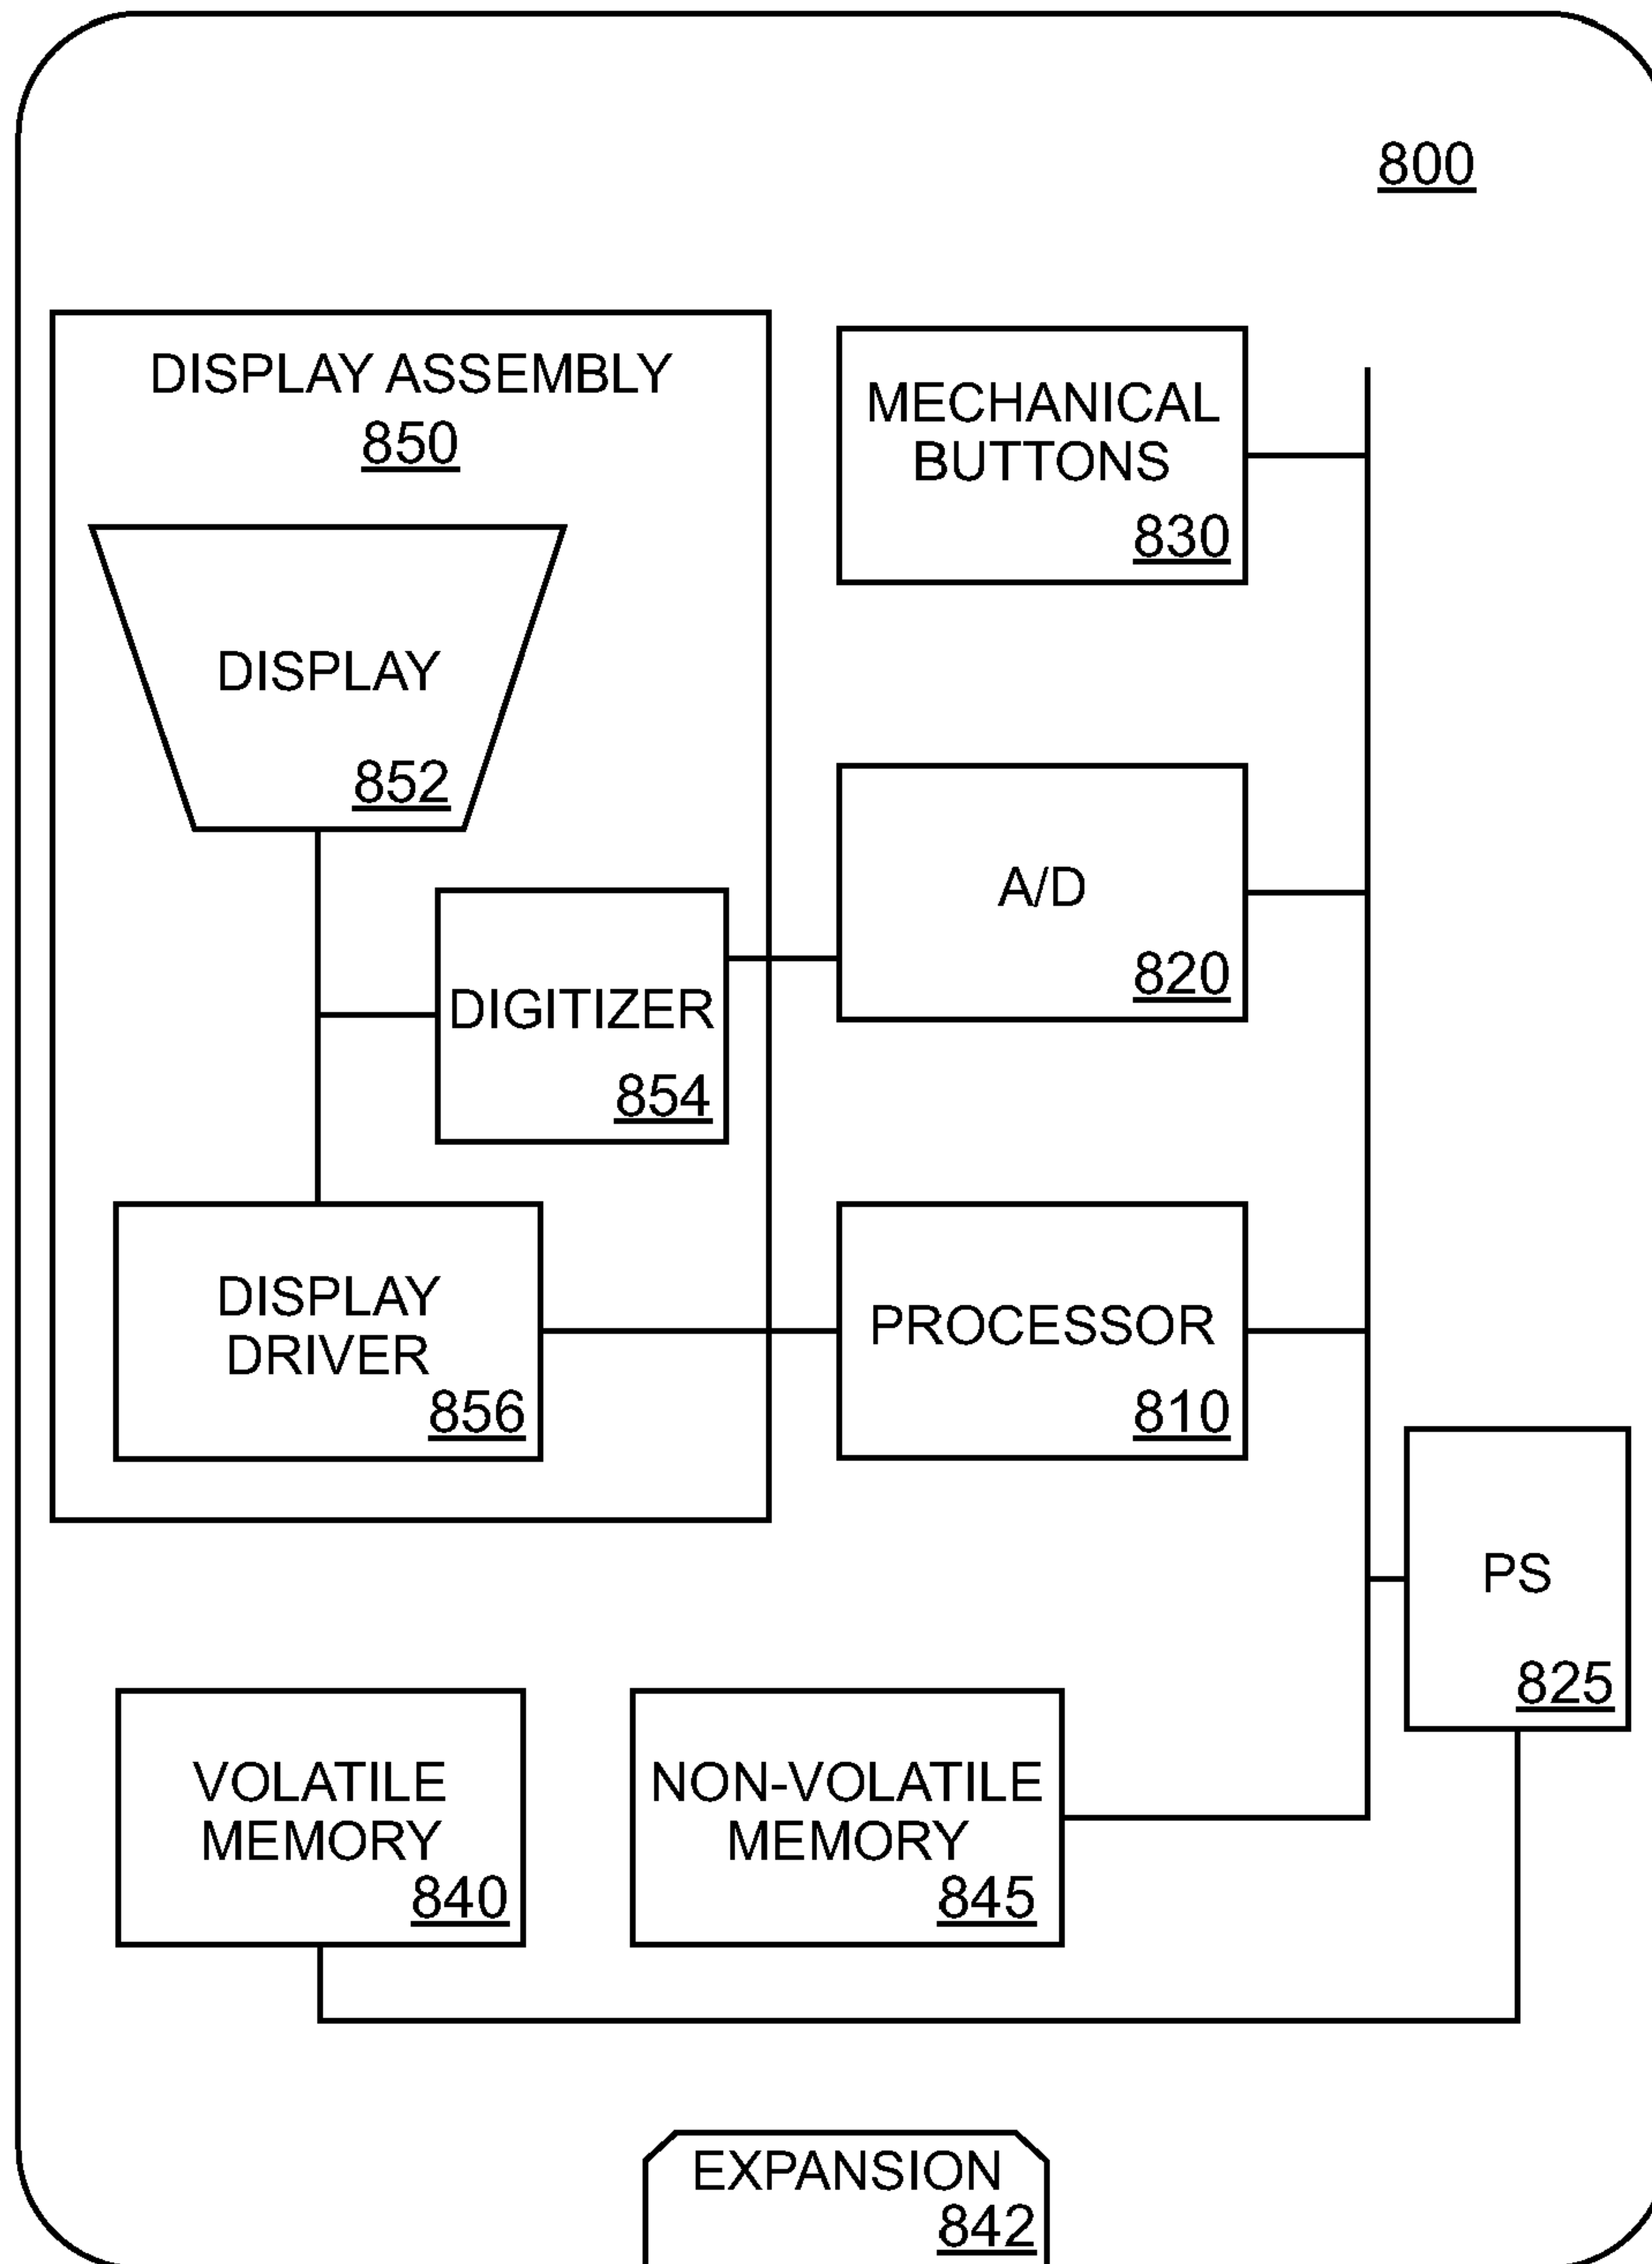 800
DISPLAY ASSEMBLY
850
DISPLAY
852
DIGITIZER
854
DISPLAY
DRIVER
856
MECHANICAL
BUTTONS
830
A/D
820
PROCESSOR
810
PS
825
VOLATILE
MEMORY
840
NON-VOLATILE
MEMORY
845
EXPANSION
842